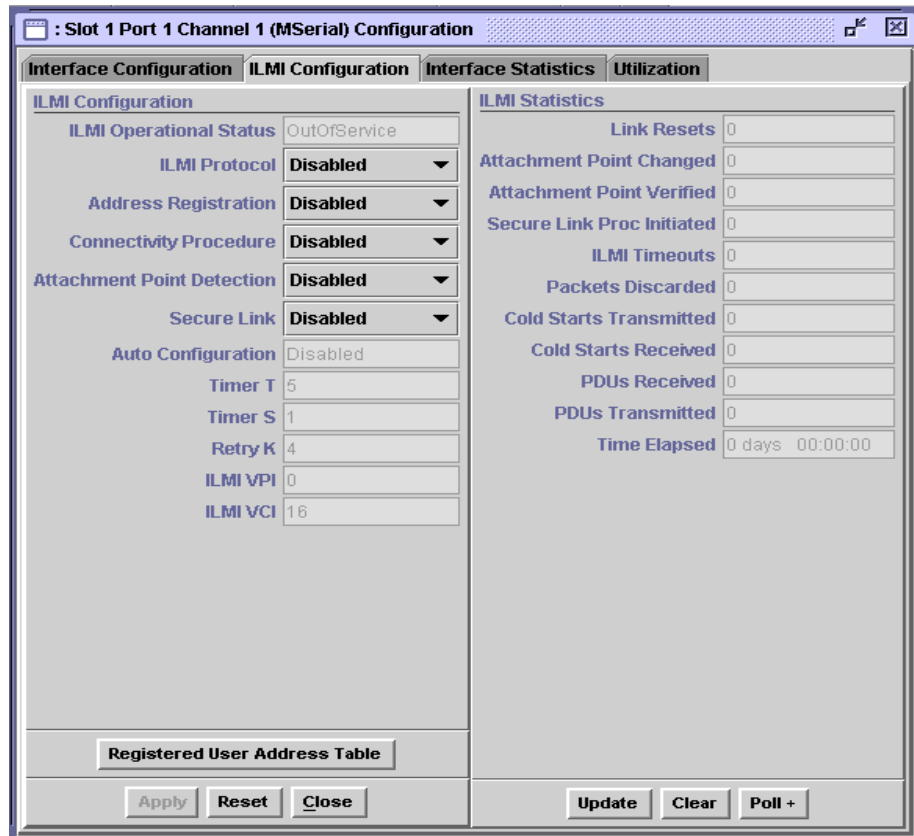 : Slot 1 Port 1 Channel 1 (MSerial) Configuration
Interface Configuration ILMI Configuration Interface Statistics Utilization
ILMI Configuration
ILMI Operational Status OutOfService
ILMI Protocol Disabled
Address Registration Disabled
Connectivity Procedure Disabled
Attachment Point Detection Disabled
Secure Link Disabled
Auto Configuration Disabled
Timer T 5
Timer S 1
Retry K 4
ILMI VPI 0
ILMI VCI 16
Registered User Address Table
Apply Reset Close
ILMI Statistics
Link Resets 0
Attachment Point Changed 0
Attachment Point Verified 0
Secure Link Proc Initiated 0
ILMI Timeouts 0
Packets Discarded 0
Cold Starts Transmitted 0
Cold Starts Received 0
PDUs Received 0
PDUs Transmitted 0
Time Elapsed 0 days 00:00:00
Update Clear Poll +